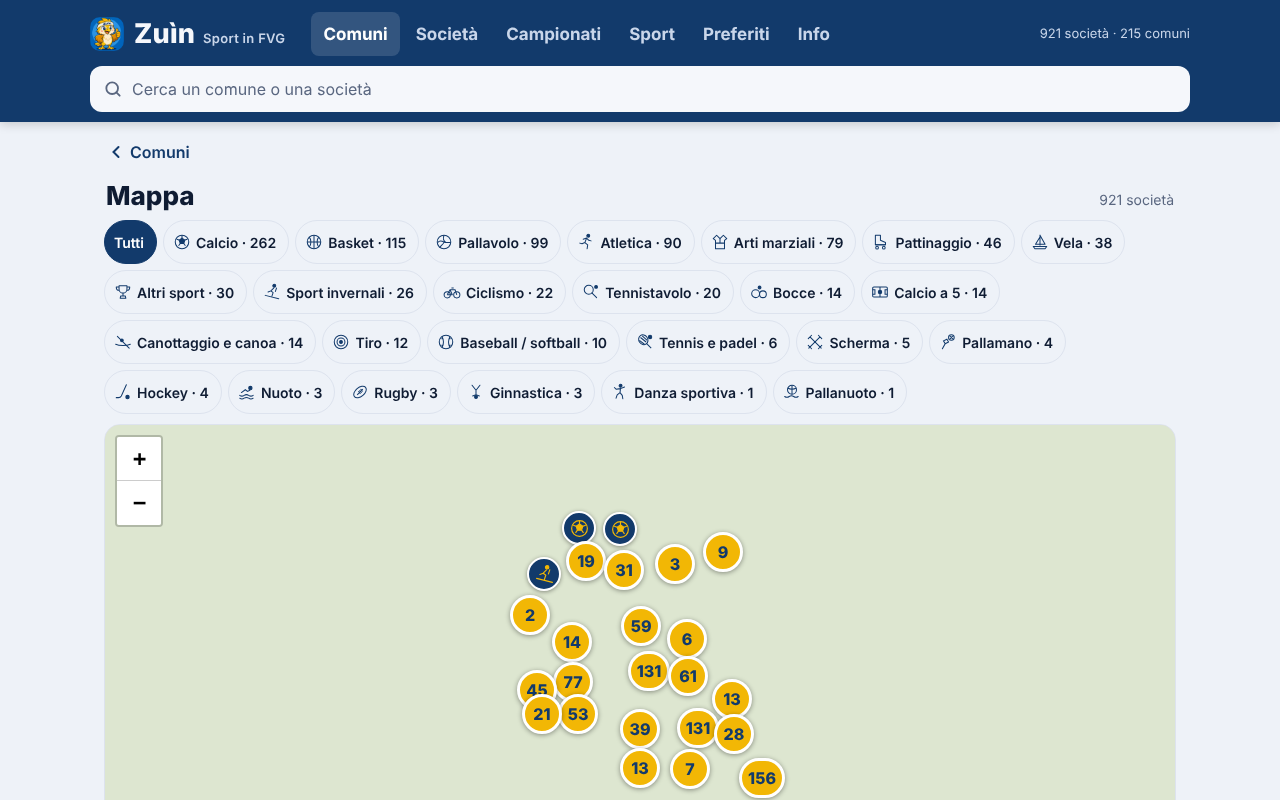 Zuìn Sport in FVG Comuni Società Campionati Sport Preferiti Info 921 società · 215 comuni
Cerca un comune o una società
Comuni
Mappa 921 società
Tutti Calcio · 262 Basket · 115 Pallavolo · 99 Atletica · 90 Arti marziali · 79 Pattinaggio · 46 Vela · 38
Altri sport · 30 Sport invernali · 26 Ciclismo · 22 Tennistavolo · 20 Bocce · 14 Calcio a 5 · 14
Canottaggio e canoa · 14 Tiro · 12 Baseball / softball · 10 Tennis e padel · 6 Scherma · 5 Pallamano · 4
Hockey · 4 Nuoto · 3 Rugby · 3 Ginnastica · 3 Danza sportiva · 1 Pallanuoto · 1
+
−
19 31 3 9
2
14 59 6
45 77 131 61
13
21 53 39 131 28
13 7 156